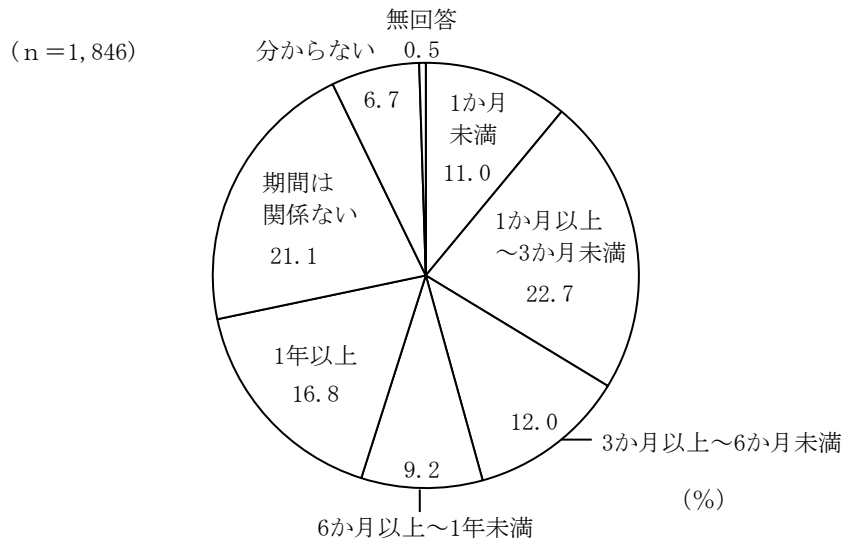 （ｎ＝1,846）
無回答
0.5
分からない
6.7
1か月
未満
11.0
1か月以上
～3か月未満
22.7
12.0
3か月以上～6か月未満
9.2
6か月以上～1年未満
1年以上
16.8
期間は
関係ない
21.1
（%）